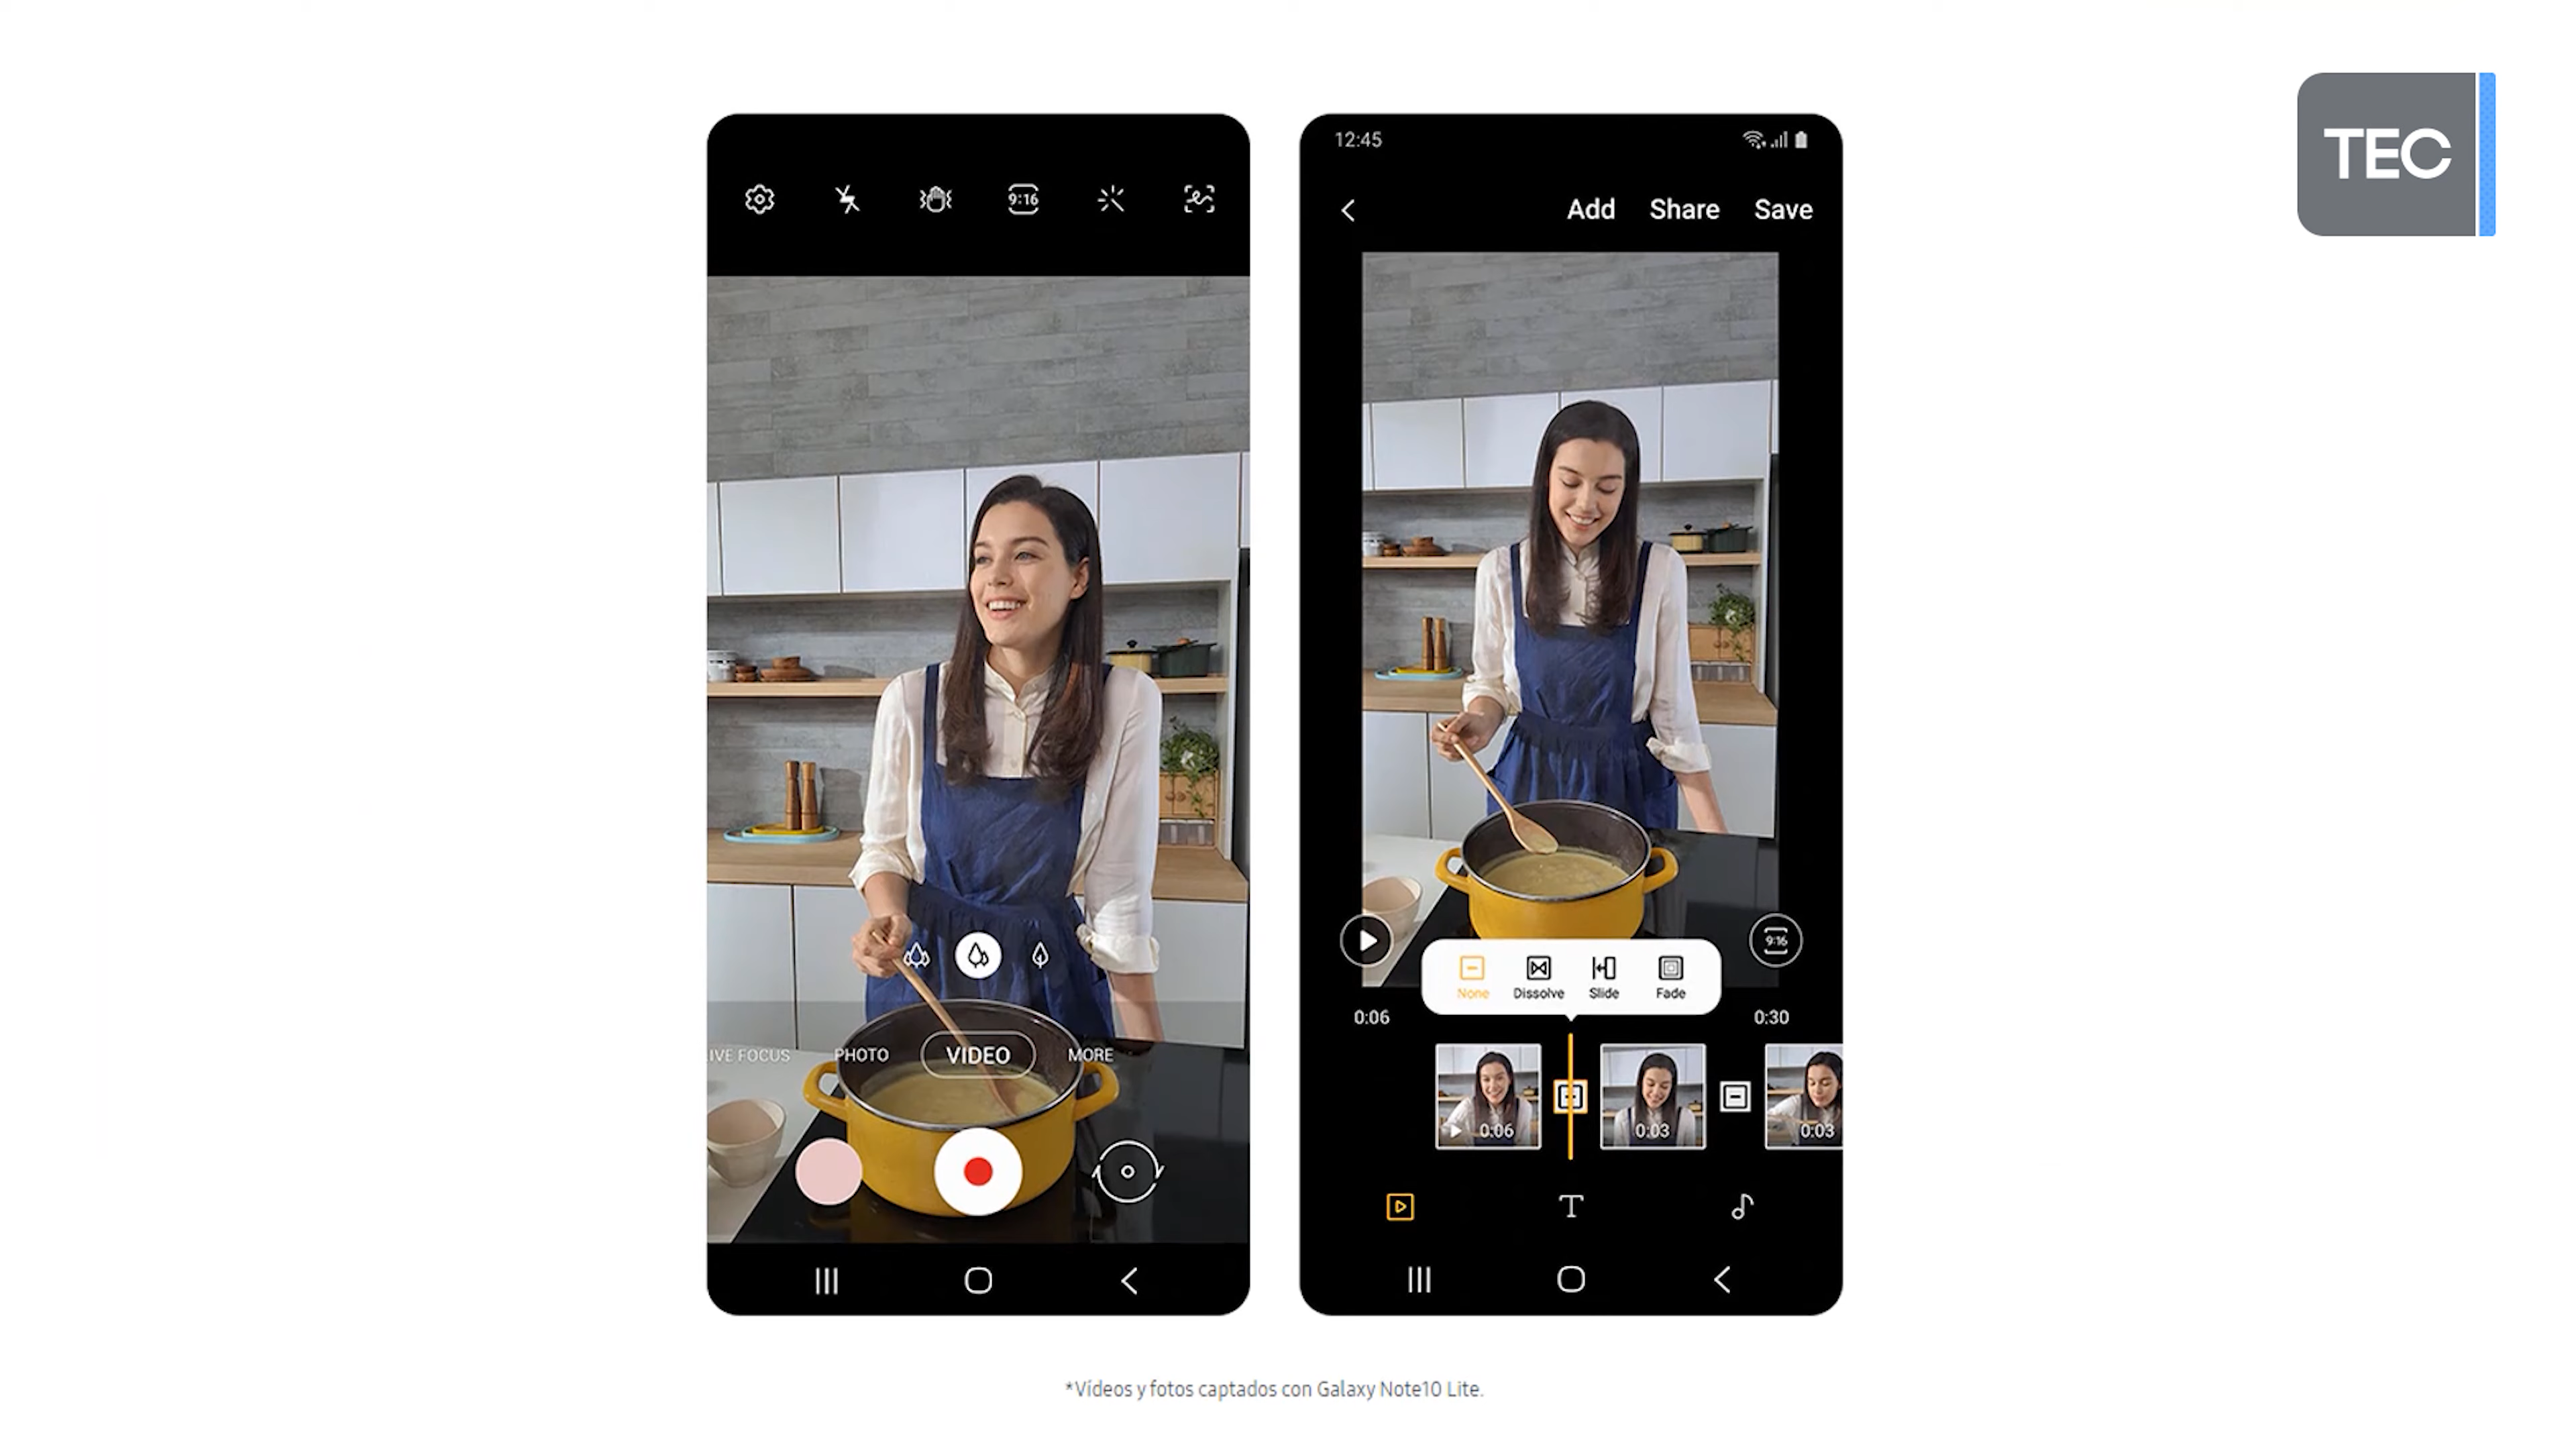 TEC
9:16
IVE FOCUS
PHOTO
VIDEO
MORE
12:45
Add
Share
Save
9:16
None
Dissolve
Slide
Fade
0:06
0:30
0:06
0:03
0:03
T
*Vídeos y fotos captados con Galaxy Note10 Lite.